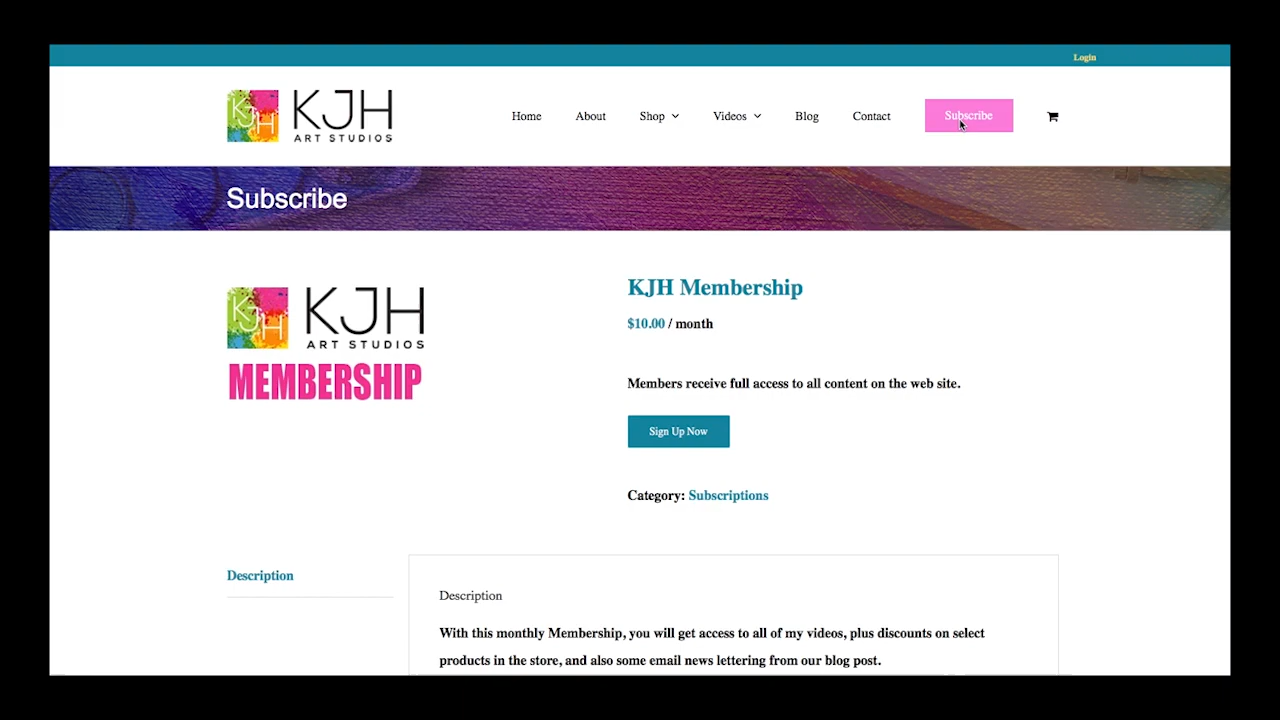 Login
KJH
KJH
ART STUDIOS
Home About Shop Videos Blog Contact Subscribe
Subscribe
KJH
KJH
ART STUDIOS
MEMBERSHIP
KJH Membership
$10.00 / month
Members receive full access to all content on the web site.
Sign Up Now
Category: Subscriptions
Description
Description
With this monthly Membership, you will get access to all of my videos, plus discounts on select
products in the store, and also some email news lettering from our blog post.